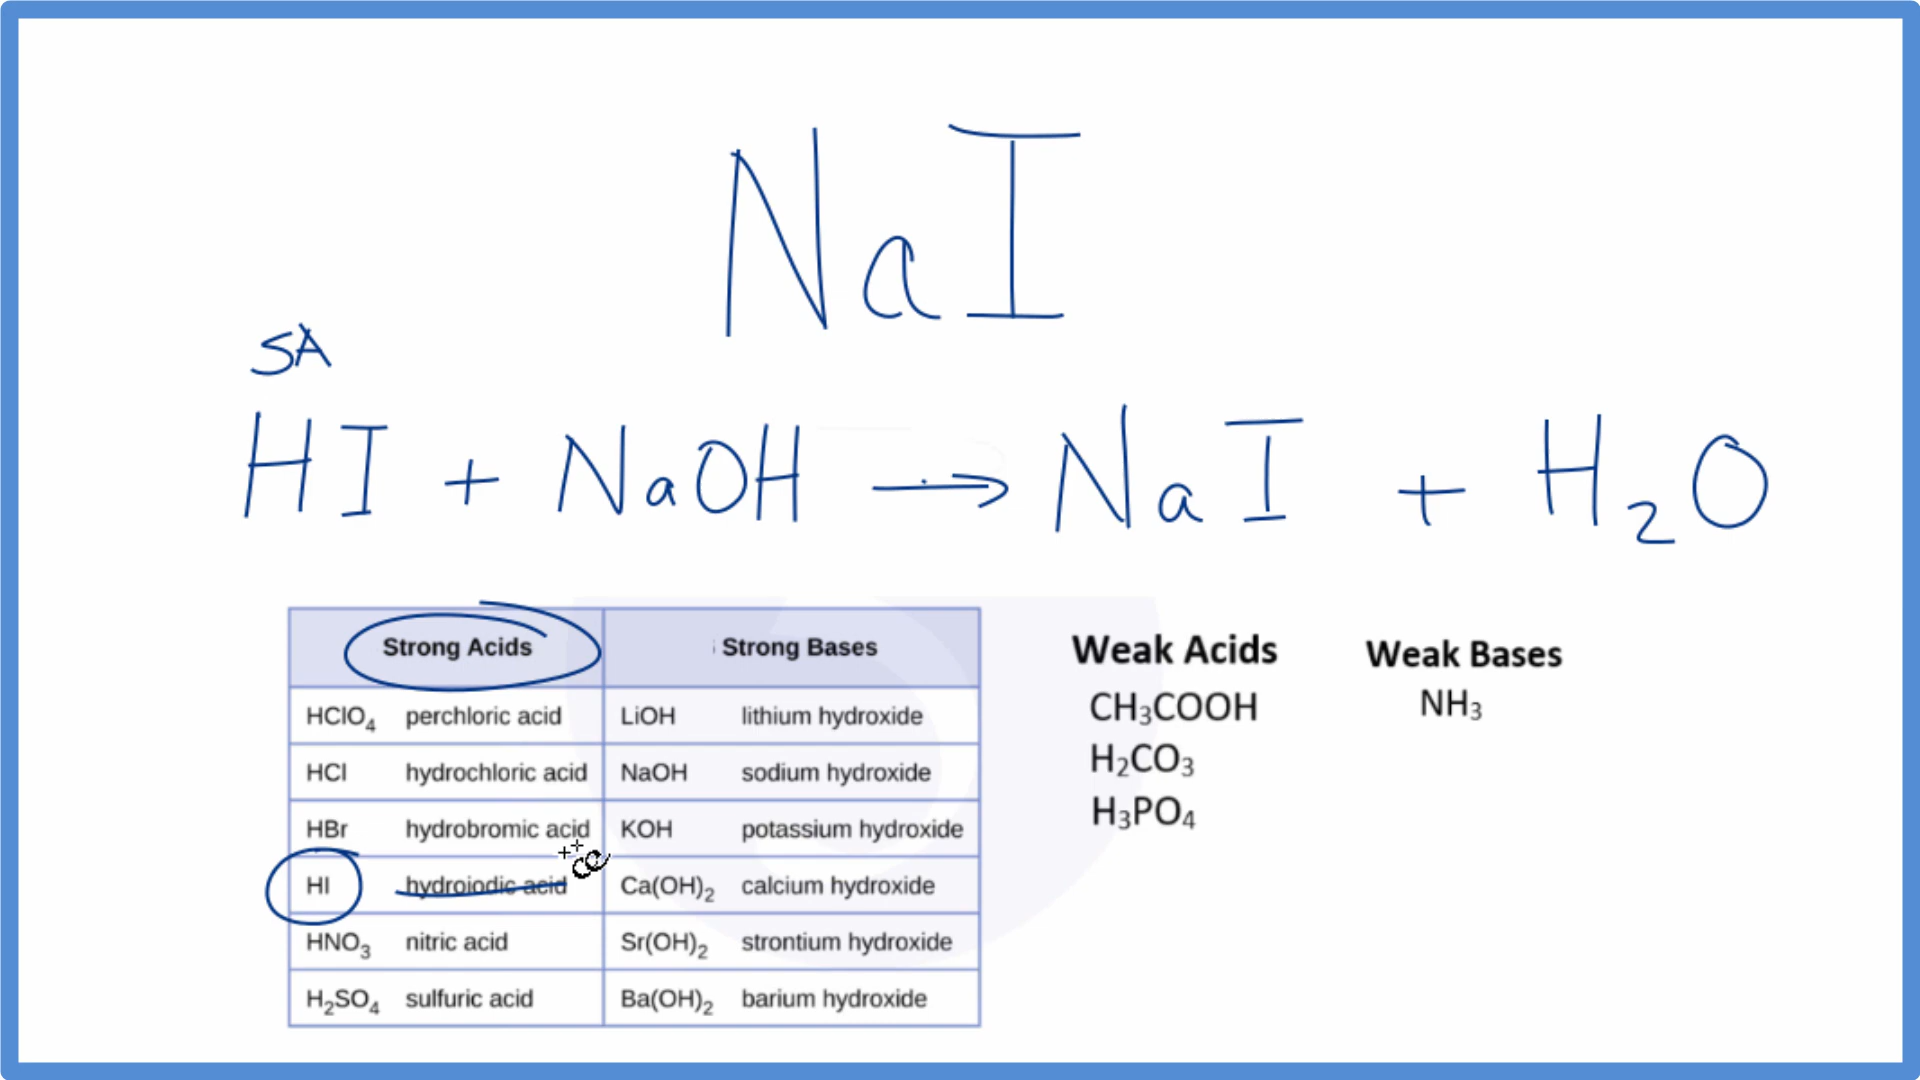 NaI
SA
HI + NaOH → NaI + H₂O
Strong Acids Strong Bases
HClO₄ perchloric acid LiOH lithium hydroxide
HCl hydrochloric acid NaOH sodium hydroxide
HBr hydrobromic acid KOH potassium hydroxide
HI hydroiodic acid Ca(OH)₂ calcium hydroxide
HNO₃ nitric acid Sr(OH)₂ strontium hydroxide
H₂SO₄ sulfuric acid Ba(OH)₂ barium hydroxide
Weak Acids
CH₃COOH
H₂CO₃
H₃PO₄
Weak Bases
NH₃